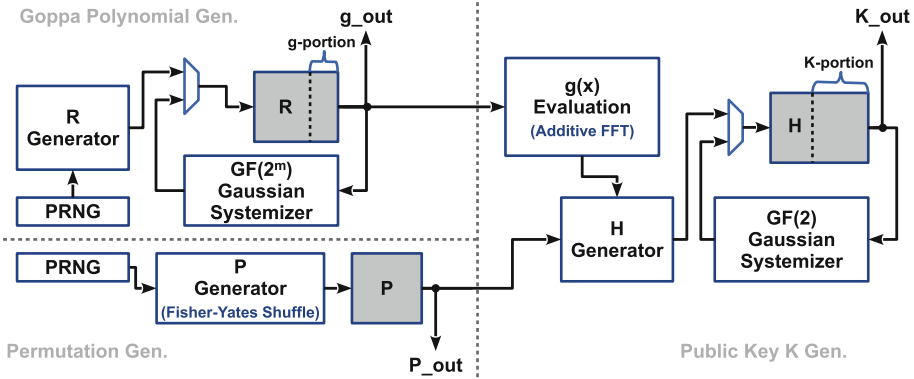 Goppa Polynomial Gen.
g_out
K_out
g-portion
K-portion
R
Generator
R
g(x)
Evaluation
(Additive FFT)
H
GF(2ᵐ)
Gaussian
Systemizer
PRNG
H
Generator
GF(2)
Gaussian
Systemizer
PRNG
P
Generator
(Fisher-Yates Shuffle)
P
P_out
Permutation Gen.
Public Key K Gen.